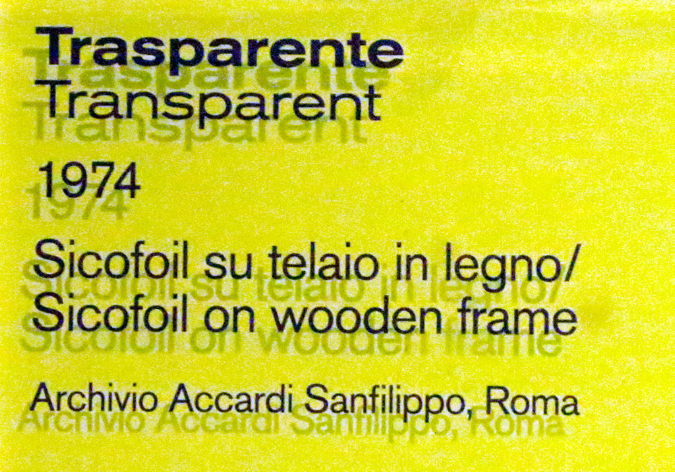 Trasparente
Transparent
1974
Sicofoil su telaio in legno/
Sicofoil on wooden frame
Archivio Accardi Sanfilippo, Roma